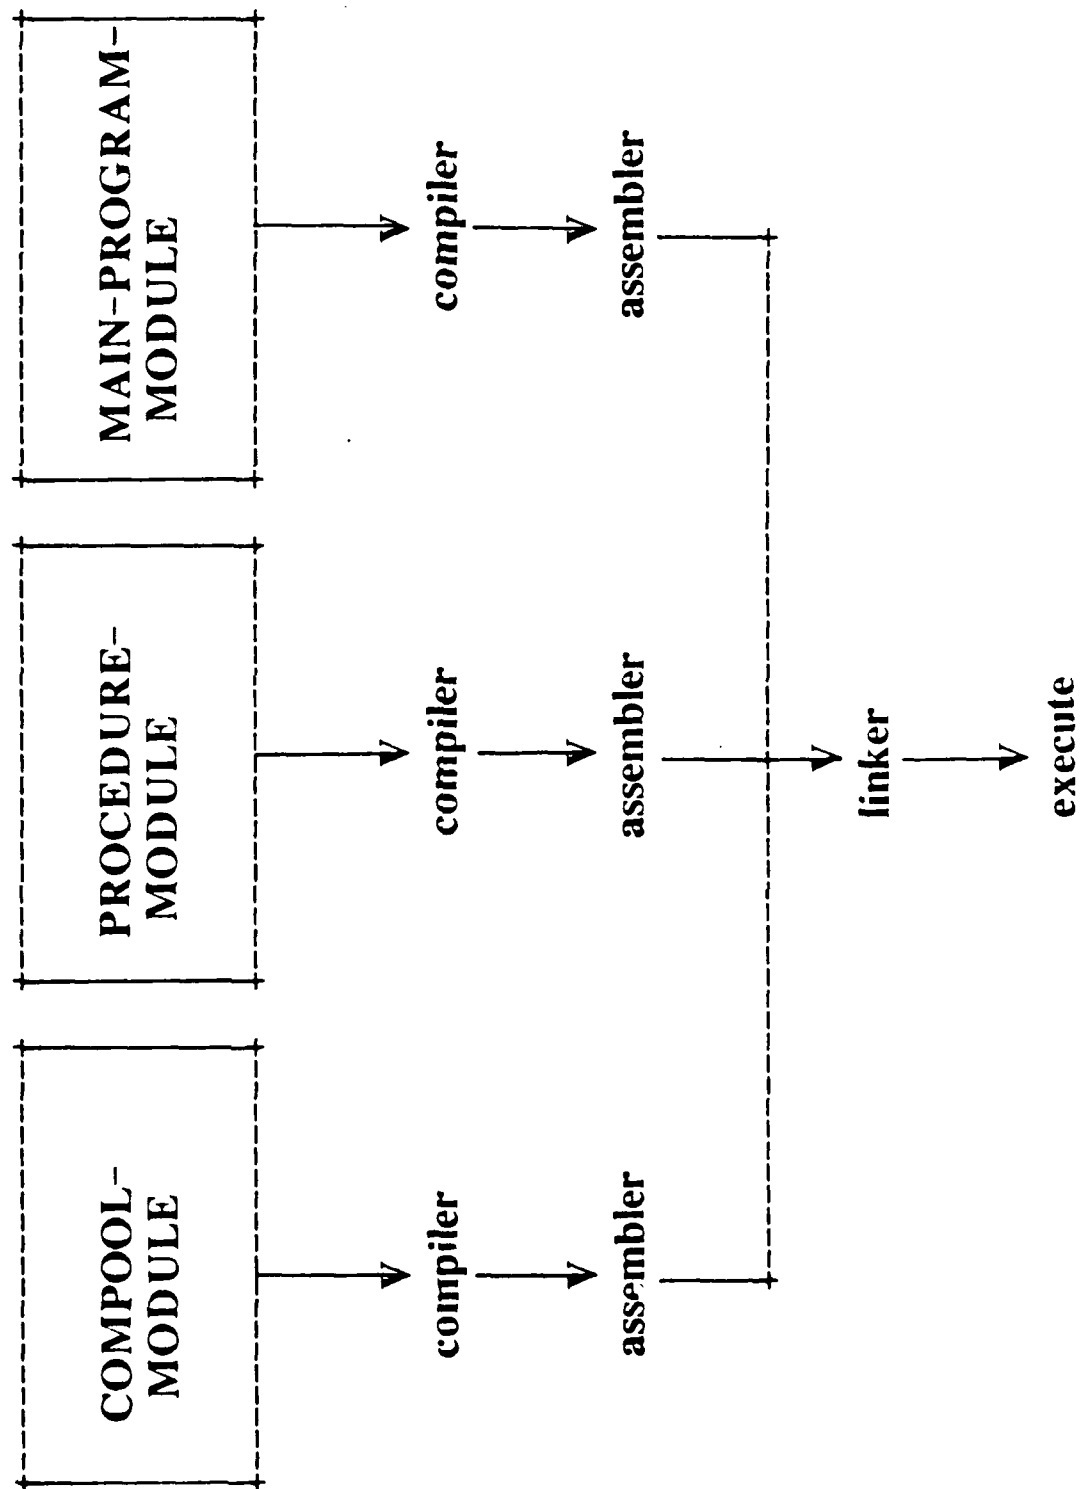 COMPOOL-
MODULE
PROCEDURE-
MODULE
MAIN-PROGRAM-
MODULE
compiler
compiler
compiler
assembler
assembler
assembler
linker
execute